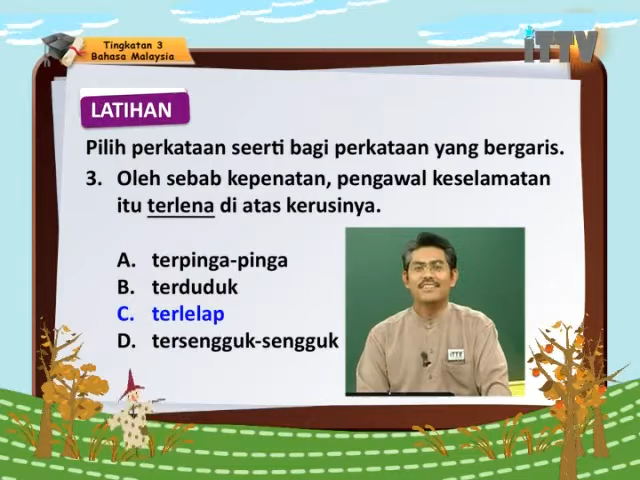 Tingkatan 3
Bahasa Malaysia
iTTV
LATIHAN
Pilih perkataan seerti bagi perkataan yang bergaris.
3. Oleh sebab kepenatan, pengawal keselamatan
itu terlena di atas kerusinya.
A. terpinga-pinga
B. terduduk
C. terlelap
D. tersengguk-sengguk
iTTV